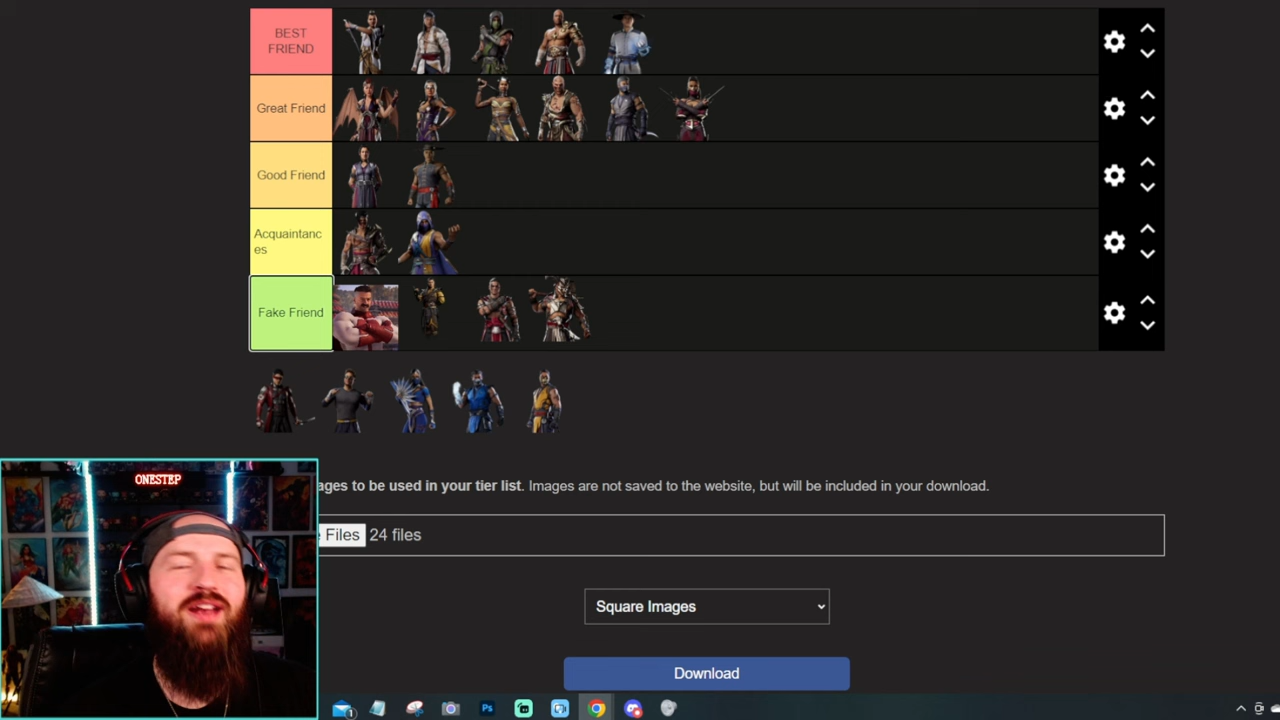 BEST
FRIEND
Great Friend
Good Friend
Acquaintanc
es
Fake Friend
ONESTEP
ages to be used in your tier list. Images are not saved to the website, but will be included in your download.
Files 24 files
Square Images
Download
Ps
1